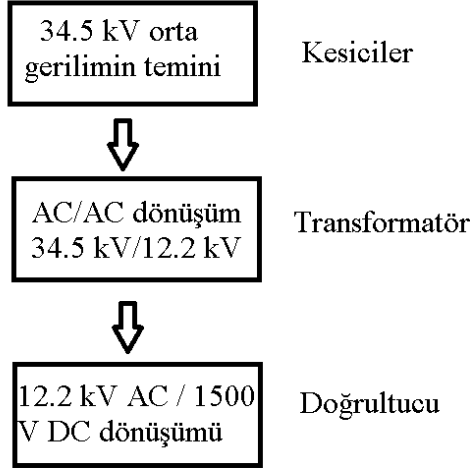 34.5 kV orta
gerilimin temini
Kesiciler
AC/AC dönüşüm
34.5 kV/12.2 kV
Transformatör
12.2 kV AC / 1500
V DC dönüşümü
Doğrultucu